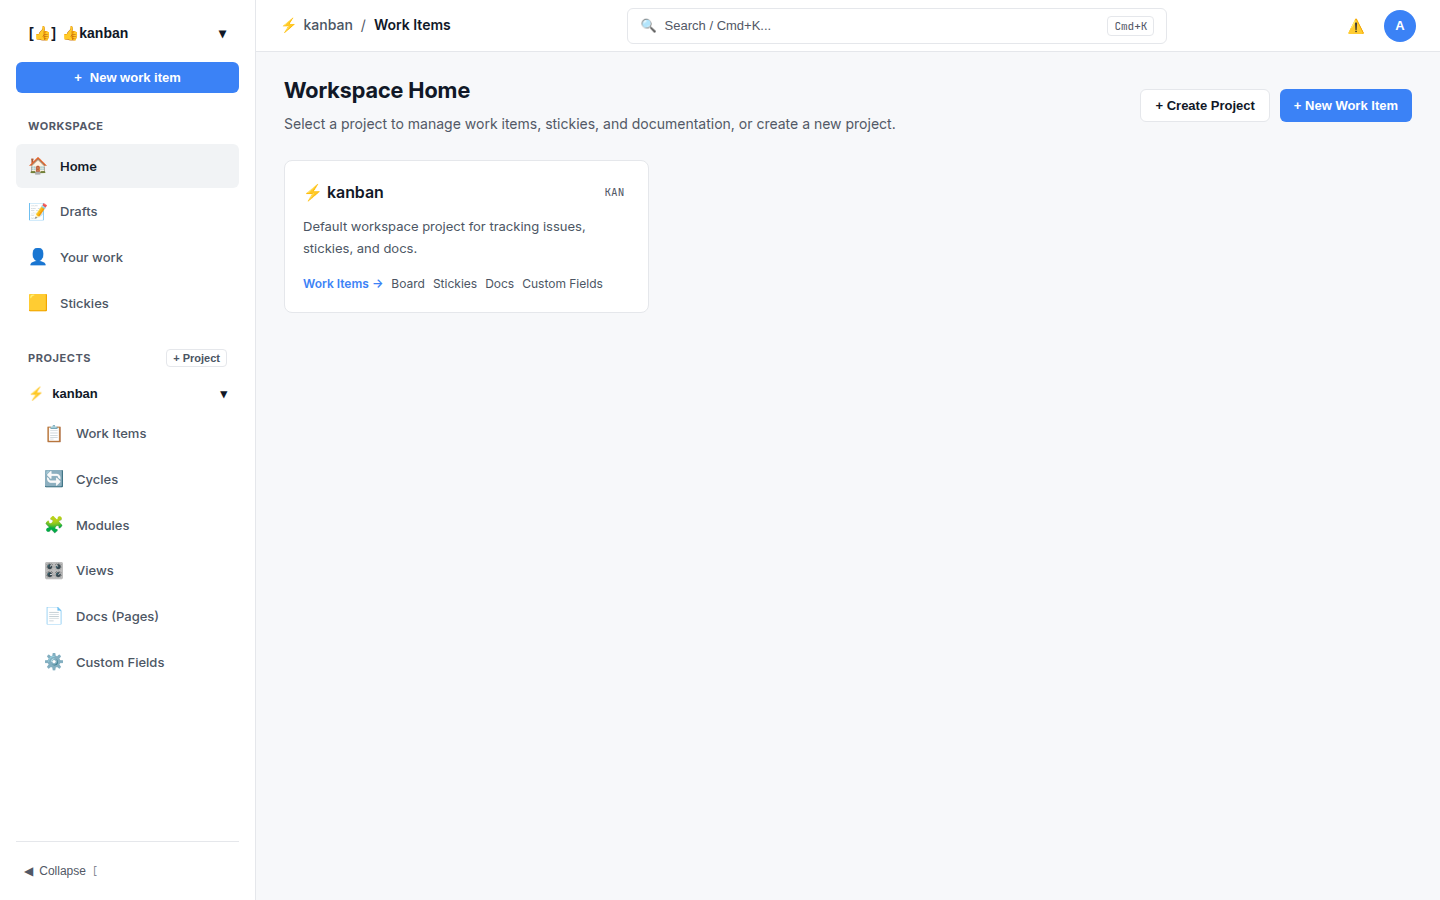 [👍] 👍kanban ▼
+ New work item
WORKSPACE
🏠 Home
📝 Drafts
👤 Your work
🟨 Stickies
PROJECTS + Project
⚡ kanban ▼
📋 Work Items
🔄 Cycles
🧩 Modules
🎛️ Views
📄 Docs (Pages)
⚙️ Custom Fields
◀ Collapse [
⚡ kanban / Work Items
🔍 Search / Cmd+K... Cmd+K
⚠️ A
Workspace Home
Select a project to manage work items, stickies, and documentation, or create a new project.
+ Create Project + New Work Item
⚡ kanban KAN
Default workspace project for tracking issues,
stickies, and docs.
Work Items → Board Stickies Docs Custom Fields